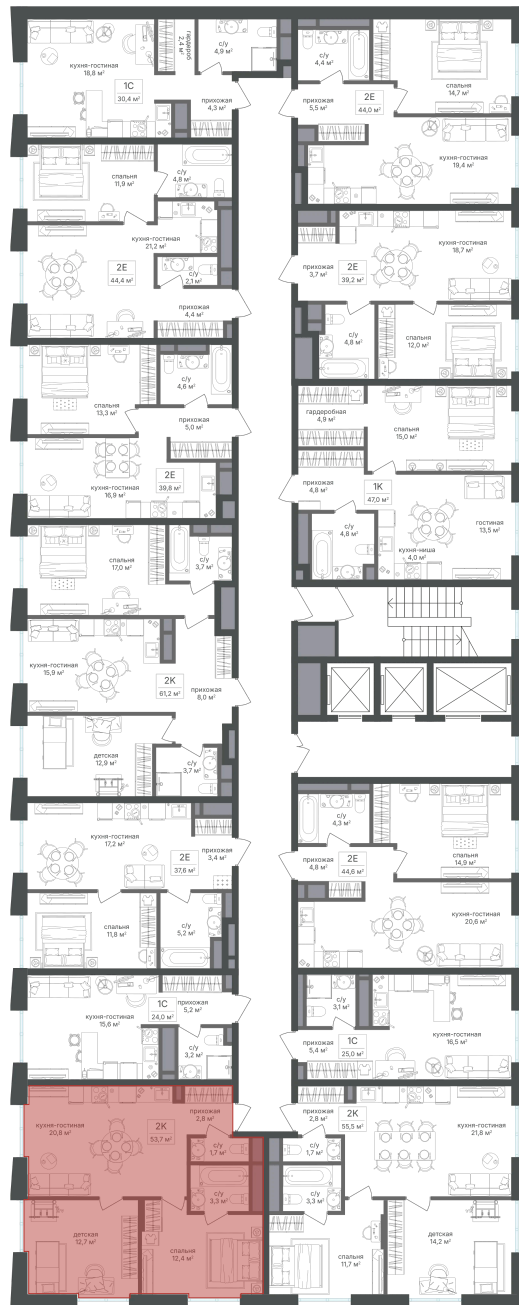 кухня-гостиная
18,8 м²
1С
30,4 м²
гардероб
2,4 м²
с/у
4,9 м²
прихожая
4,3 м²
с/у
4,4 м²
прихожая
5,5 м²
2Е
44,0 м²
спальня
14,7 м²
кухня-гостиная
19,4 м²
спальня
11,9 м²
с/у
4,8 м²
кухня-гостиная
21,2 м²
2Е
44,4 м²
с/у
2,1 м²
прихожая
4,4 м²
прихожая
3,7 м²
2Е
39,2 м²
кухня-гостиная
18,7 м²
с/у
4,8 м²
спальня
12,0 м²
спальня
13,3 м²
с/у
4,6 м²
прихожая
5,0 м²
кухня-гостиная
16,9 м²
2Е
39,8 м²
гардеробная
4,9 м²
спальня
15,0 м²
прихожая
4,8 м²
1К
47,0 м²
с/у
4,8 м²
кухня-ниша
4,0 м²
гостиная
13,5 м²
спальня
17,0 м²
с/у
3,7 м²
кухня-гостиная
15,9 м²
2К
61,2 м²
прихожая
8,0 м²
детская
12,9 м²
с/у
3,7 м²
кухня-гостиная
17,2 м²
2Е
37,6 м²
прихожая
3,4 м²
спальня
11,8 м²
с/у
5,2 м²
с/у
4,3 м²
прихожая
4,8 м²
2Е
44,6 м²
спальня
14,9 м²
кухня-гостиная
20,6 м²
кухня-гостиная
15,6 м²
1С
24,0 м²
прихожая
5,2 м²
с/у
3,2 м²
с/у
3,1 м²
прихожая
5,4 м²
1С
25,0 м²
кухня-гостиная
16,5 м²
кухня-гостиная
20,8 м²
2К
53,7 м²
прихожая
2,8 м²
с/у
1,7 м²
с/у
3,3 м²
детская
12,7 м²
спальня
12,4 м²
прихожая
2,8 м²
2К
55,5 м²
кухня-гостиная
21,8 м²
с/у
1,7 м²
с/у
3,3 м²
спальня
11,7 м²
детская
14,2 м²